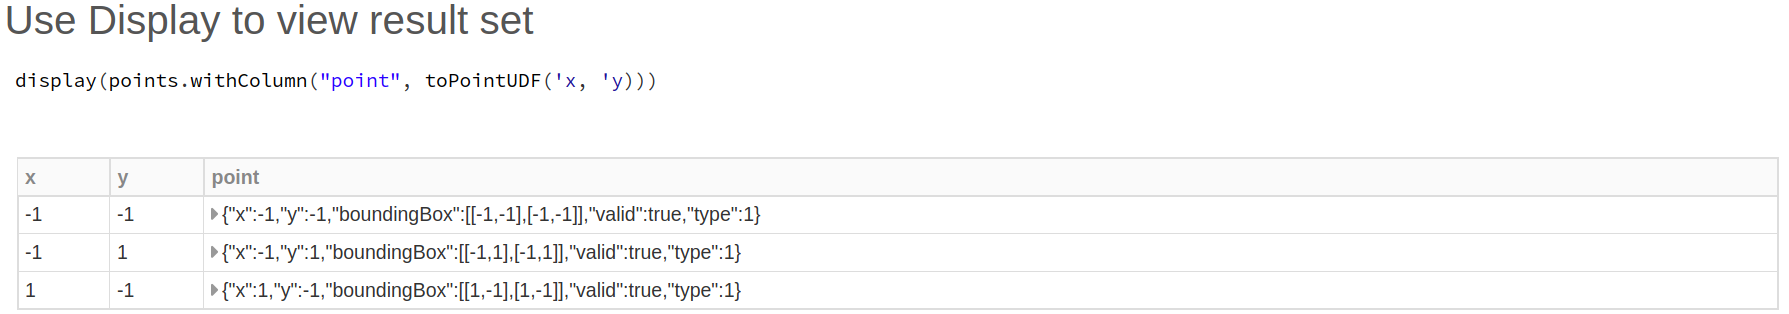 Use Display to view result set
display(points.withColumn("point", toPointUDF('x, 'y)))
x y point
-1 -1 {"x":-1,"y":-1,"boundingBox":[[-1,-1],[-1,-1]],"valid":true,"type":1}
-1 1 {"x":-1,"y":1,"boundingBox":[[-1,1],[-1,1]],"valid":true,"type":1}
1 -1 {"x":1,"y":-1,"boundingBox":[[1,-1],[1,-1]],"valid":true,"type":1}